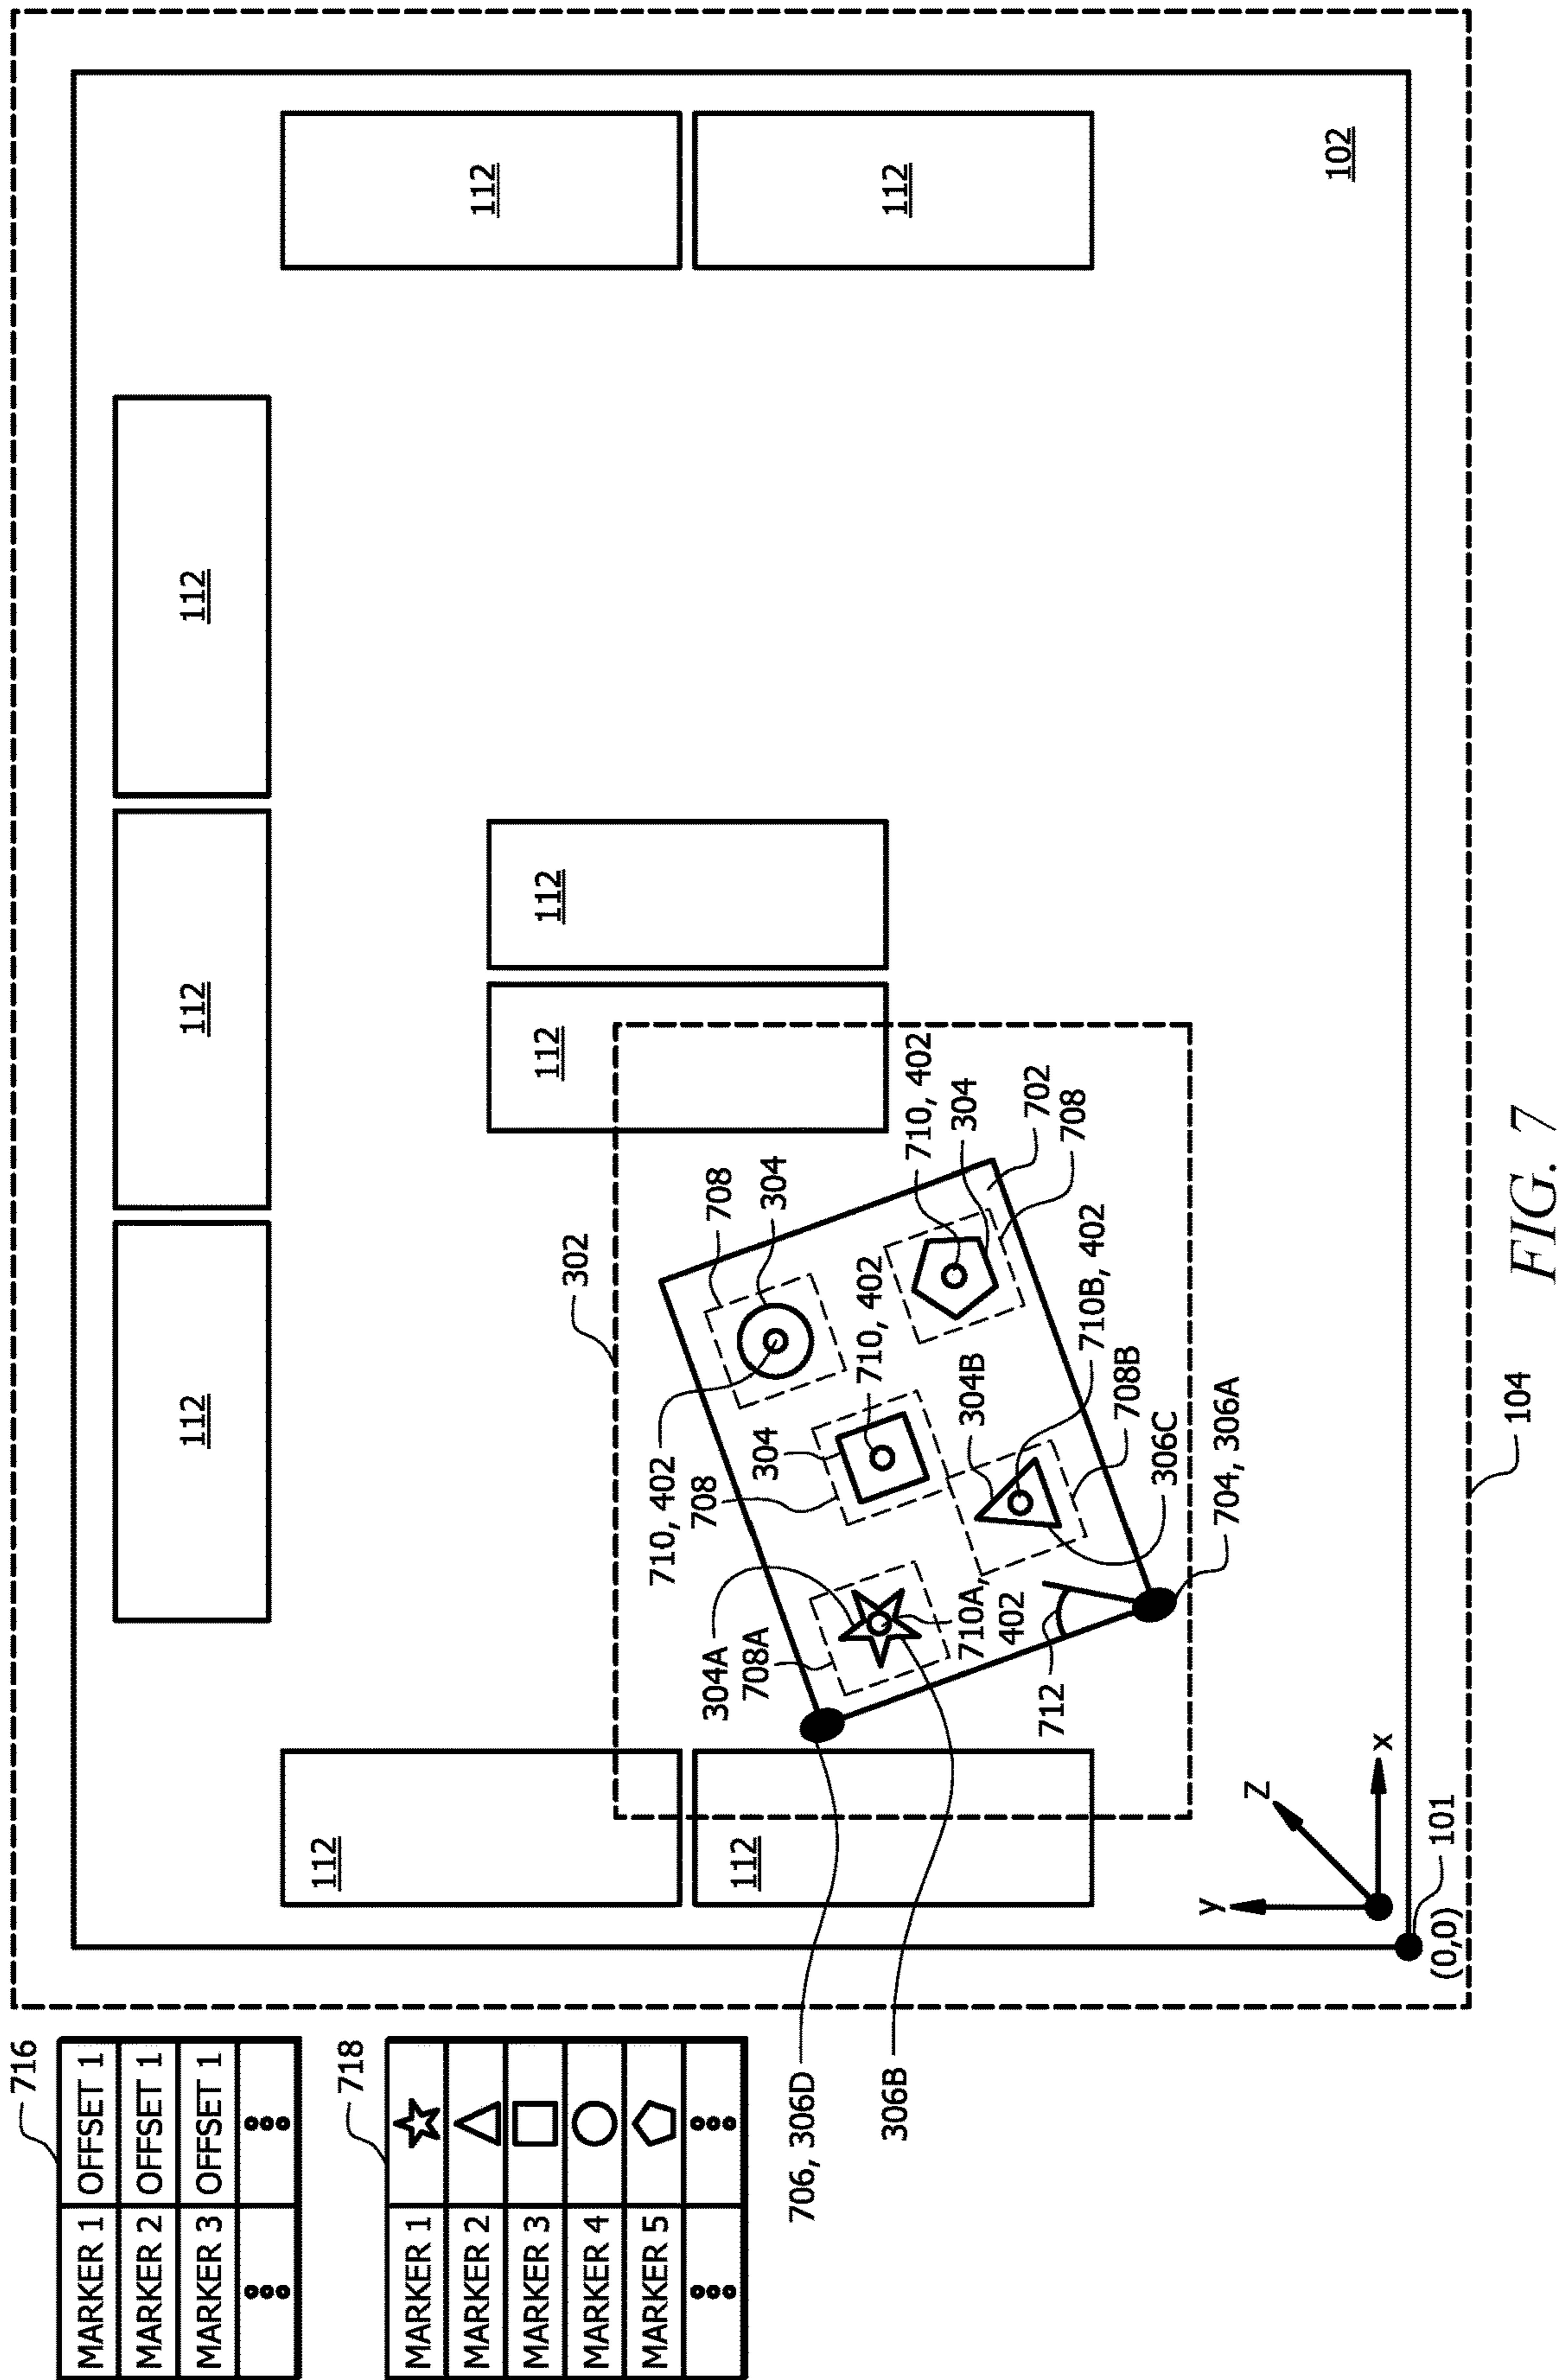 716
MARKER 1 OFFSET 1
MARKER 2 OFFSET 1
MARKER 3 OFFSET 1
718
MARKER 1
MARKER 2
MARKER 3
MARKER 4
MARKER 5
706, 306D
306B
112
112
112
112
112
112
112
112
112
302
708
304
710, 402
708
304
710, 402
710, 402
304
702
708
304A
708A
710A,
402
304B
710B, 402
708B
306C
704, 306A
712
y
Z
x
(0,0)
101
102
104
FIG. 7